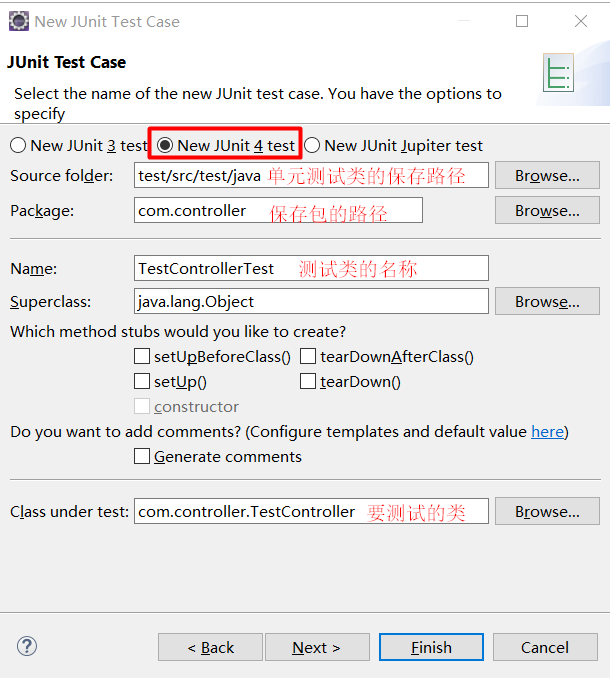 New JUnit Test Case
JUnit Test Case
Select the name of the new JUnit test case. You have the options to
specify
New JUnit 3 test New JUnit 4 test New JUnit Jupiter test
Source folder: test/src/test/java 单元测试类的保存路径 Browse...
Package: com.controller 保存包的路径 Browse...
Name: TestControllerTest 测试类的名称
Superclass: java.lang.Object Browse...
Which method stubs would you like to create?
setUpBeforeClass() tearDownAfterClass()
setUp() tearDown()
constructor
Do you want to add comments? (Configure templates and default value here)
Generate comments
Class under test: com.controller.TestController 要测试的类 Browse...
? < Back Next > Finish Cancel